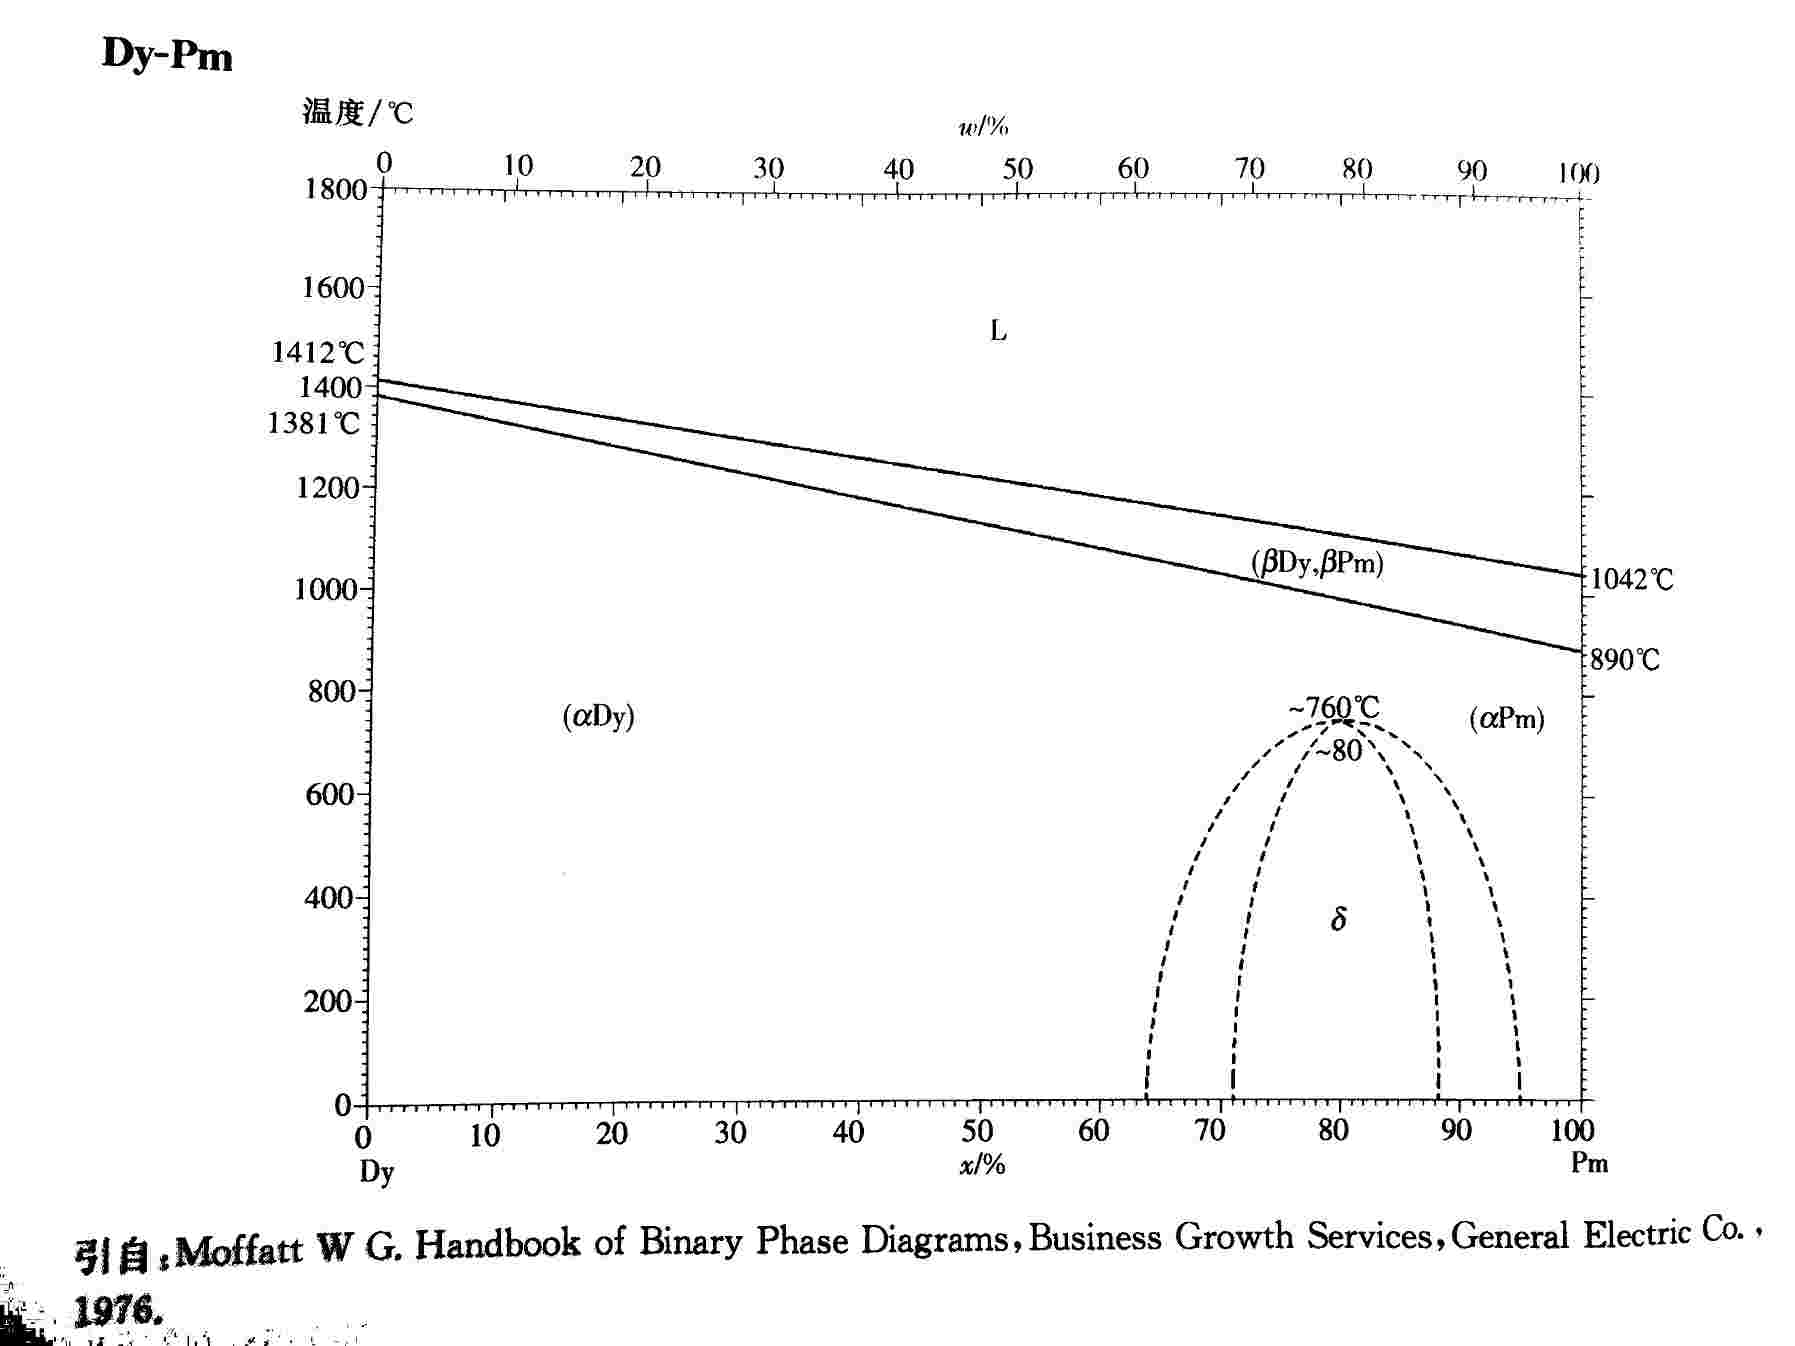 Dy-Pm
温度/℃
w/%
0 10 20 30 40 50 60 70 80 90 100
1800
1600
L
1412℃
1400
1381℃
1200
(βDy,βPm)
1000
1042℃
890℃
800
~760℃
(αDy)
(αPm)
~80
600
400
δ
200
0
0 10 20 30 40 50 60 70 80 90 100
Dy x/% Pm
引自:Moffatt W G. Handbook of Binary Phase Diagrams,Business Growth Services,General Electric Co.,
1976.